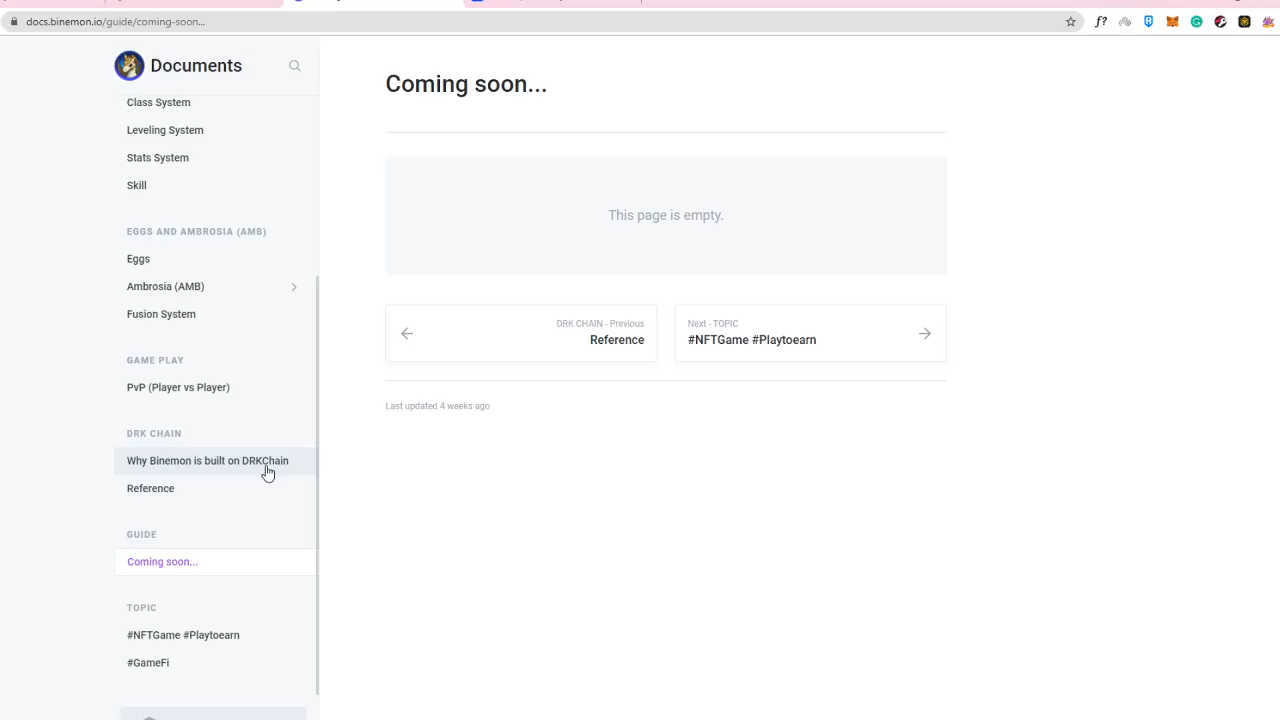 docs.binemon.io/guide/coming-soon...
f?
Documents
Class System
Leveling System
Stats System
Skill
EGGS AND AMBROSIA (AMB)
Eggs
Ambrosia (AMB)
Fusion System
GAME PLAY
PvP (Player vs Player)
DRK CHAIN
Why Binemon is built on DRKChain
Reference
GUIDE
Coming soon...
TOPIC
#NFTGame #Playtoearn
#GameFi
Coming soon...
This page is empty.
DRK CHAIN - Previous
Reference
Next - TOPIC
#NFTGame #Playtoearn
Last updated 4 weeks ago